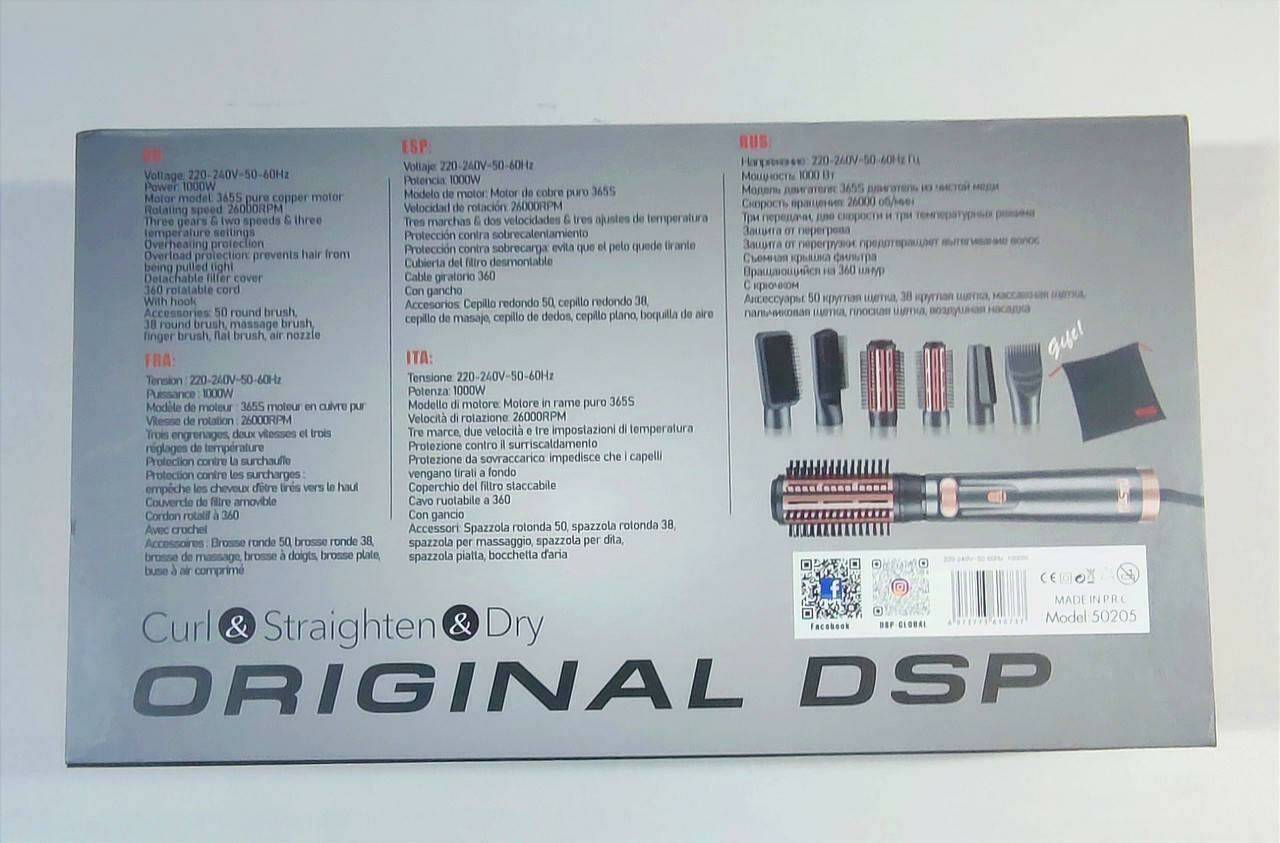 Voltage: 220-240V~50-60Hz
Power: 1000W
Motor model: 365S pure copper motor
Rotating speed: 26000RPM
Three gears & two speeds & three
temperature settings
Overheating protection
Overload protection: prevents hair from
being pulled tight
Detachable filter cover
360 rotatable cord
With hook
Accessories: 50 round brush,
38 round brush, massage brush,
finger brush, flat brush, air nozzle
FRA:
Tension : 220-240V~50-60Hz
Puissance : 1000W
Modèle de moteur : 365S moteur en cuivre pur
Vitesse de rotation : 26000RPM
Trois engrenages, deux vitesses et trois
réglages de température
Protection contre la surchauffe
Protection contre les surcharges :
empêche les cheveux d'être tirés vers le haut
Couvercle de filtre amovible
Cordon rotatif à 360
Avec crochet
Accessoires : Brosse ronde 50, brosse ronde 38,
brosse de massage, brosse à doigts, brosse plate,
buse à air comprimé
ESP:
Voltaje: 220-240V~50-60Hz
Potencia: 1000W
Modelo de motor: Motor de cobre puro 365S
Velocidad de rotación: 26000RPM
Tres marchas & dos velocidades & tres ajustes de temperatura
Protección contra sobrecalentamiento
Protección contra sobrecarga: evita que el pelo quede tirante
Cubierta del filtro desmontable
Cable giratorio 360
Con gancho
Accesorios: Cepillo redondo 50, cepillo redondo 38,
cepillo de masaje, cepillo de dedos, cepillo plano, boquilla de aire
ITA:
Tensione: 220-240V~50-60Hz
Potenza: 1000W
Modello di motore: Motore in rame puro 365S
Velocità di rotazione: 26000RPM
Tre marce, due velocità e tre impostazioni di temperatura
Protezione contro il surriscaldamento
Protezione da sovraccarico: impedisce che i capelli
vengano tirati a fondo
Coperchio del filtro staccabile
Cavo ruotabile a 360
Con gancio
Accessori: Spazzola rotonda 50, spazzola rotonda 38,
spazzola per massaggio, spazzola per dita,
spazzola piatta, bocchetta d'aria
RUS:
Напряжение: 220-240V~50-60Hz Гц
Мощность: 1000 Вт
Модель двигателя: 365S двигатель из чистой меди
Скорость вращения: 26000 об/мин
Три передачи, две скорости и три температурных режима
Защита от перегрева
Защита от перегрузки: предотвращает вытягивание волос
Съемная крышка фильтра
Вращающийся на 360 шнур
С крючком
Аксессуары: 50 круглая щетка, 38 круглая щетка, массажная щетка,
пальчиковая щетка, плоская щетка, воздушная насадка
Gift!
DSP
Facebook
DSP GLOBAL
220-240V~50-60Hz 1000W
CE
MADE IN P.R.C
Model:50205
Curl & Straighten & Dry
ORIGINAL DSP